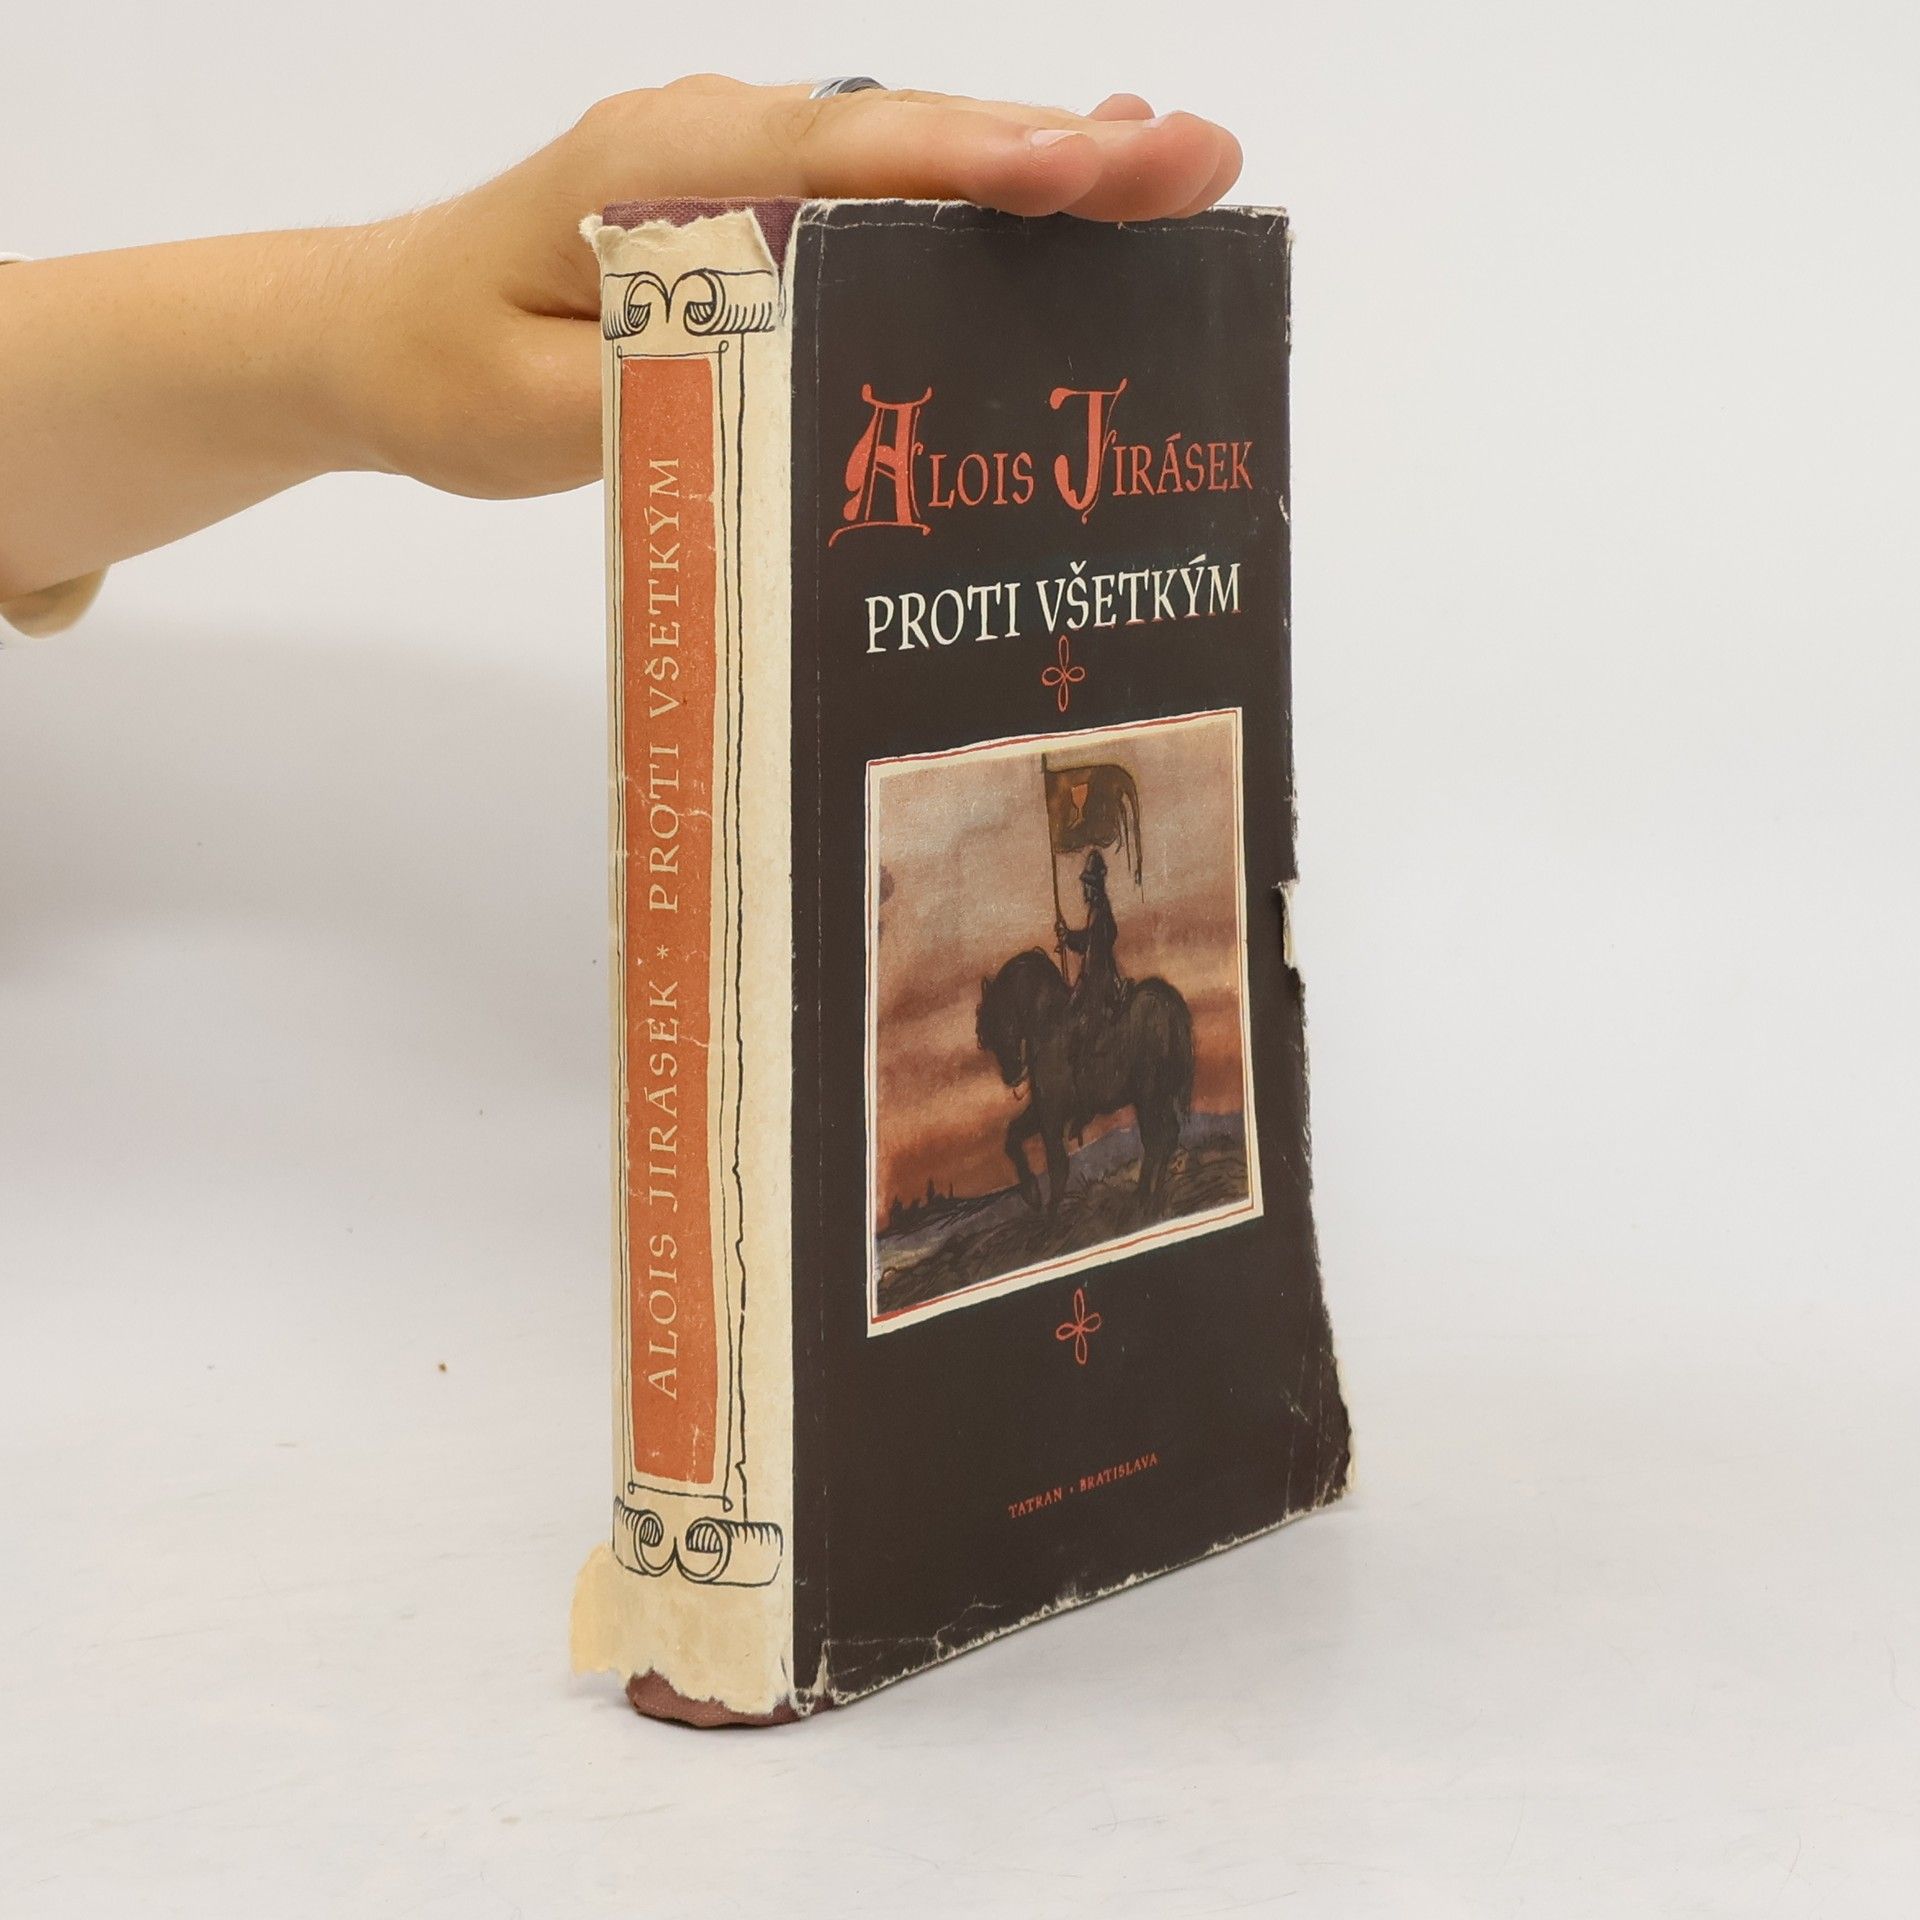 ALOIS JIRÁSEK * PROTI VŠETKÝM
ALOIS JIRÁSEK
PROTI VŠETKÝM
TATRAN • BRATISLAVA